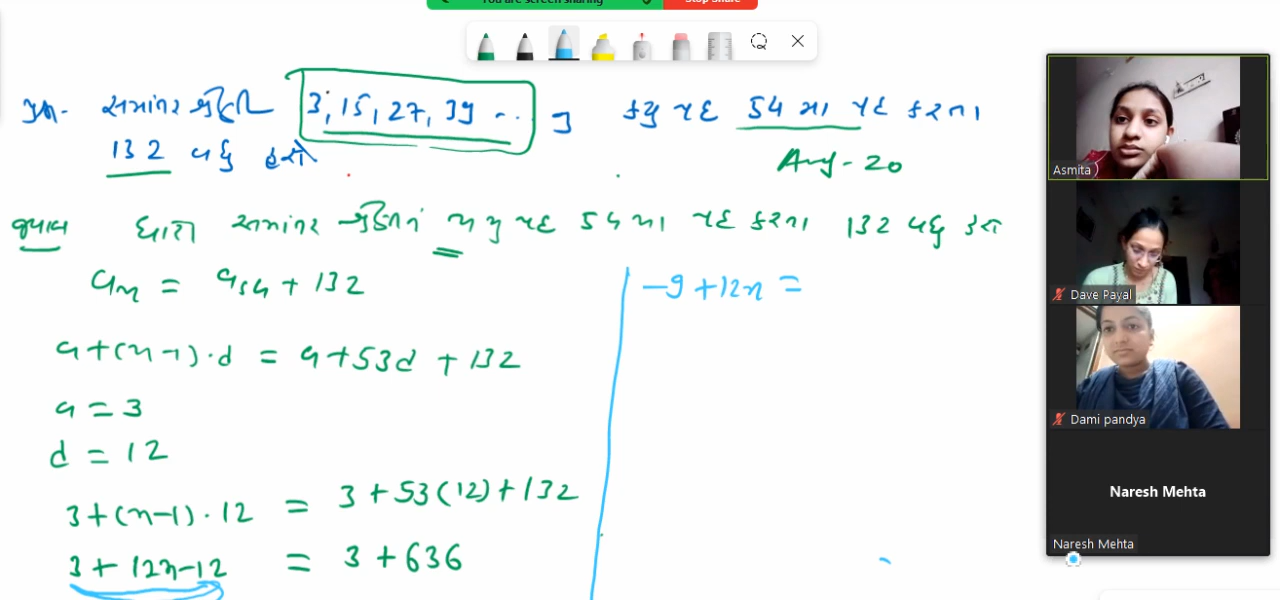 You are screen sharing Stop Share
સમાંતર શ્રેઢી 3, 15, 27, 39 .. નું કયુ પદ 54 મા પદ કરતા
132 વધુ હશે
Aug - 20
જવાબ ધારો સમાંતર શ્રેઢીનું પદ 54 મા પદ કરતા 132 વધુ હશે
an = a54 + 132
a + (n - 1) · d = a + 53d + 132
a = 3
d = 12
3 + (n - 1) · 12 = 3 + 53 (12) + 132
3 + 12n - 12 = 3 + 636
- 9 + 12n =
Asmita
Dave Payal
Dami pandya
Naresh Mehta
Naresh Mehta